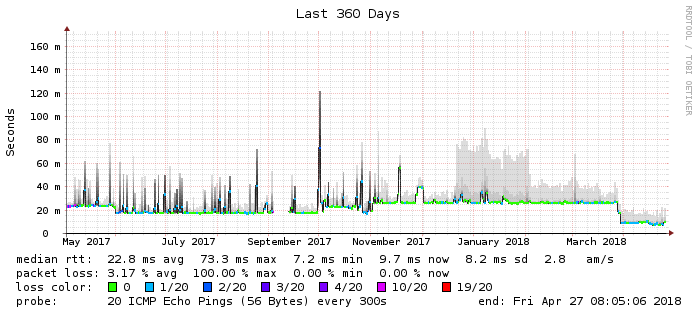 Last 360 Days
RRDTOOL / TOBI OETIKER
Seconds
160 m
140 m
120 m
100 m
80 m
60 m
40 m
20 m
0
May 2017 July 2017 September 2017 November 2017 January 2018 March 2018
median rtt: 22.8 ms avg 73.3 ms max 7.2 ms min 9.7 ms now 8.2 ms sd 2.8 am/s
packet loss: 3.17 % avg 100.00 % max 0.00 % min 0.00 % now
loss color: 0 1/20 2/20 3/20 4/20 10/20 19/20
probe: 20 ICMP Echo Pings (56 Bytes) every 300s end: Fri Apr 27 08:05:06 2018